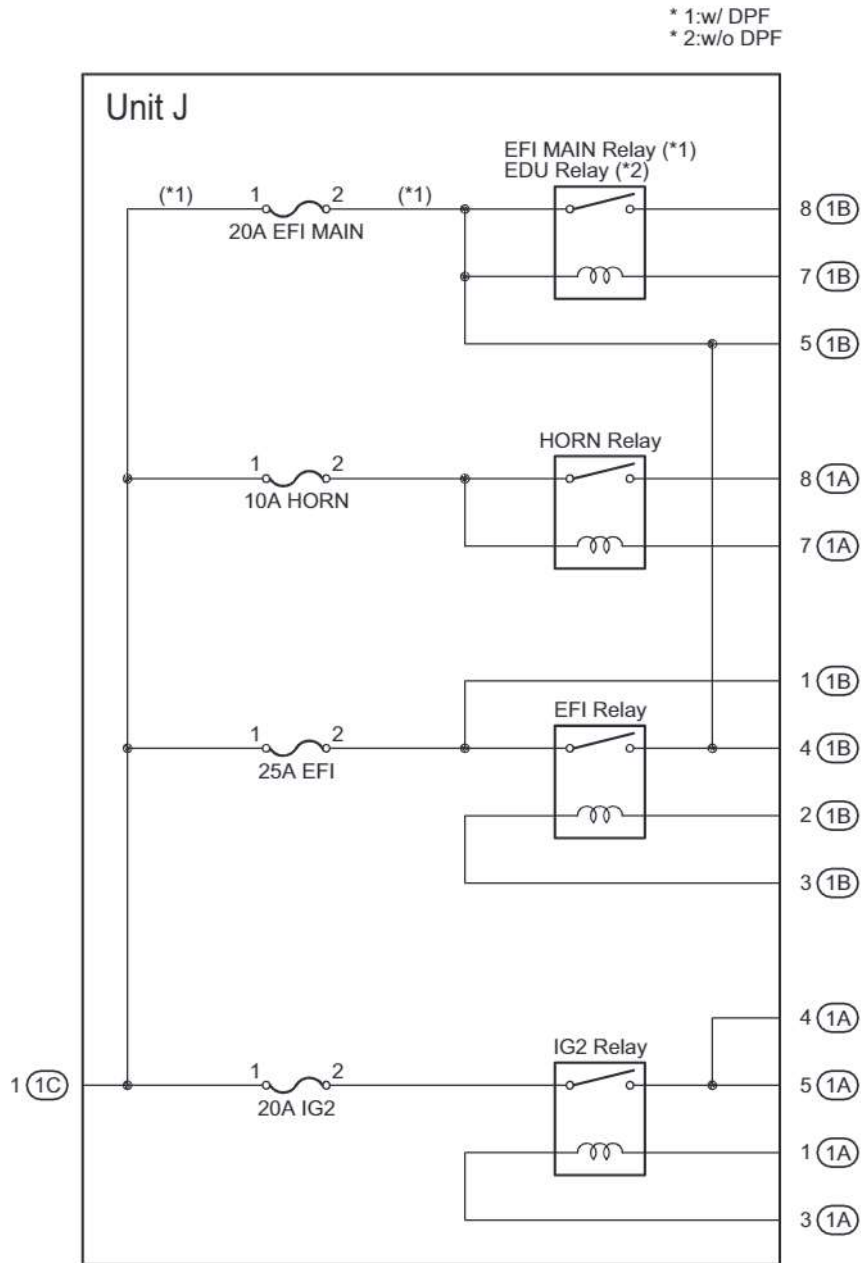 * 1:w/ DPF
* 2:w/o DPF
Unit J
EFI MAIN Relay (*1)
EDU Relay (*2)
(*1) 1 2 (*1)
20A EFI MAIN
8 1B
7 1B
5 1B
HORN Relay
1 2
10A HORN
8 1A
7 1A
1 1B
EFI Relay
1 2
25A EFI
4 1B
2 1B
3 1B
4 1A
IG2 Relay
1 1C
1 2
20A IG2
5 1A
1 1A
3 1A